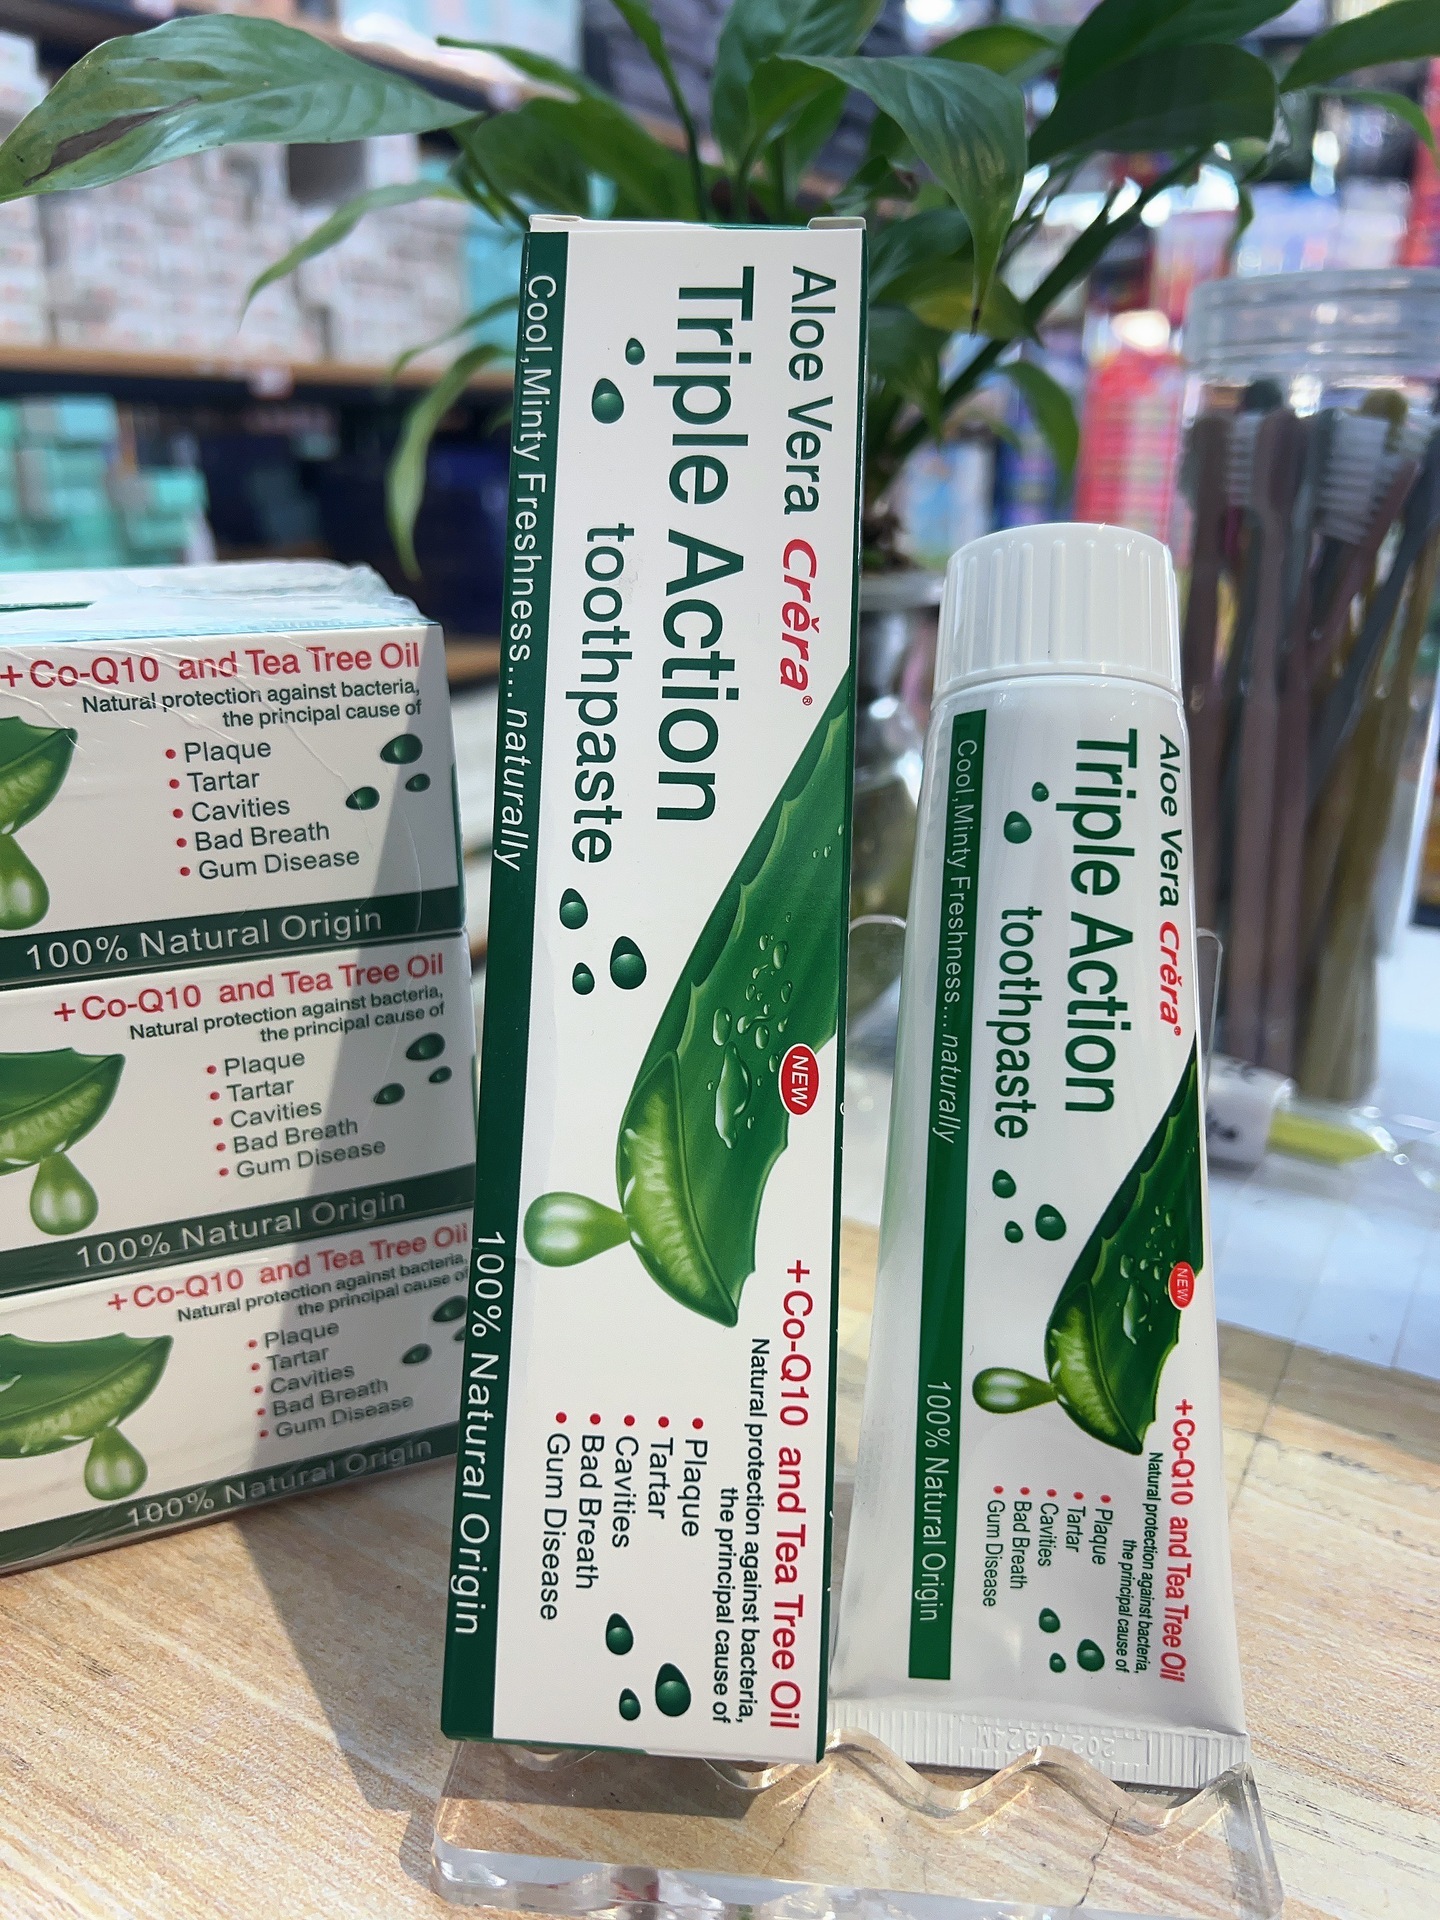 +Co-Q10 and Tea Tree Oil
Natural protection against bacteria,
the principal cause of
• Plaque
• Tartar
• Cavities
• Bad Breath
• Gum Disease
100% Natural Origin
+Co-Q10 and Tea Tree Oil
Natural protection against bacteria,
the principal cause of
• Plaque
• Tartar
• Cavities
• Bad Breath
• Gum Disease
100% Natural Origin
+Co-Q10 and Tea Tree Oil
Natural protection against bacteria,
the principal cause of
• Plaque
• Tartar
• Cavities
• Bad Breath
• Gum Disease
100% Natural Origin
Aloe Vera Crěra®
Triple Action
toothpaste
Cool,Minty Freshness....naturally
NEW
+Co-Q10 and Tea Tree Oil
Natural protection against bacteria,
the principal cause of
• Plaque
• Tartar
• Cavities
• Bad Breath
• Gum Disease
100% Natural Origin
Aloe Vera Crěra®
Triple Action
toothpaste
Cool,Minty Freshness....naturally
NEW
+Co-Q10 and Tea Tree Oil
Natural protection against bacteria,
the principal cause of
• Plaque
• Tartar
• Cavities
• Bad Breath
• Gum Disease
100% Natural Origin